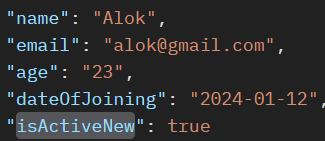 "name": "Alok",
"email": "alok@gmail.com",
"age": "23",
"dateOfJoining": "2024-01-12",
"isActiveNew": true